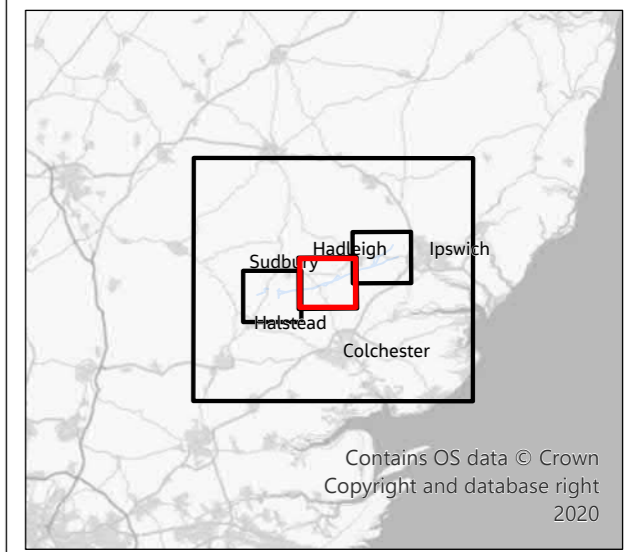 Hadleigh
Ipswich
Sudbury
Halstead
Colchester
Contains OS data © Crown
Copyright and database right
2020